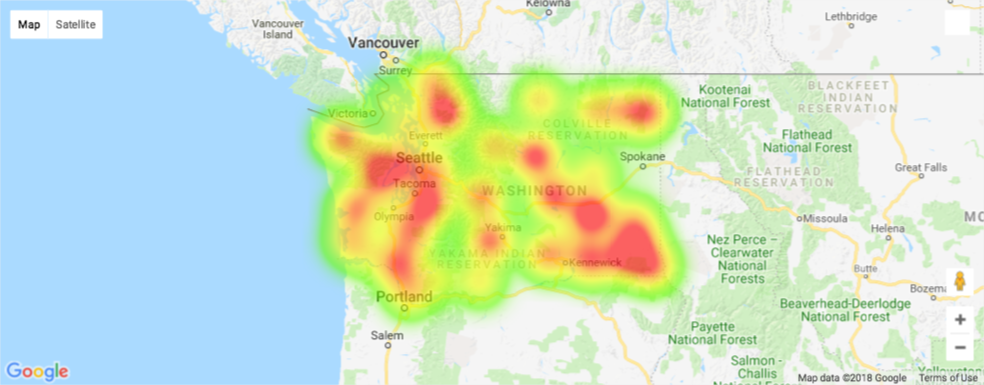 Map
Satellite
Kelowna
Vancouver
Island
Vancouver
Surrey
Lethbridge
Kootenai
National Forest
BLACKFEET
INDIAN
RESERVATION
Victoria
Everett
Seattle
Tacoma
Olympia
COLVILLE
RESERVATION
Spokane
Flathead
National Forest
FLATHEAD
RESERVATION
Great Falls
WASHINGTON
Missoula
MO
Helena
Yakima
YAKAMA INDIAN
RESERVATION
Kennewick
Nez Perce –
Clearwater
National
Forests
Butte
Bozema
Portland
Salem
Beaverhead-Deerlodge
National Forest
Payette
National Forest
Salmon -
Challis
National Forest
Yellowstone
Google
Map data ©2018 Google
Terms of Use